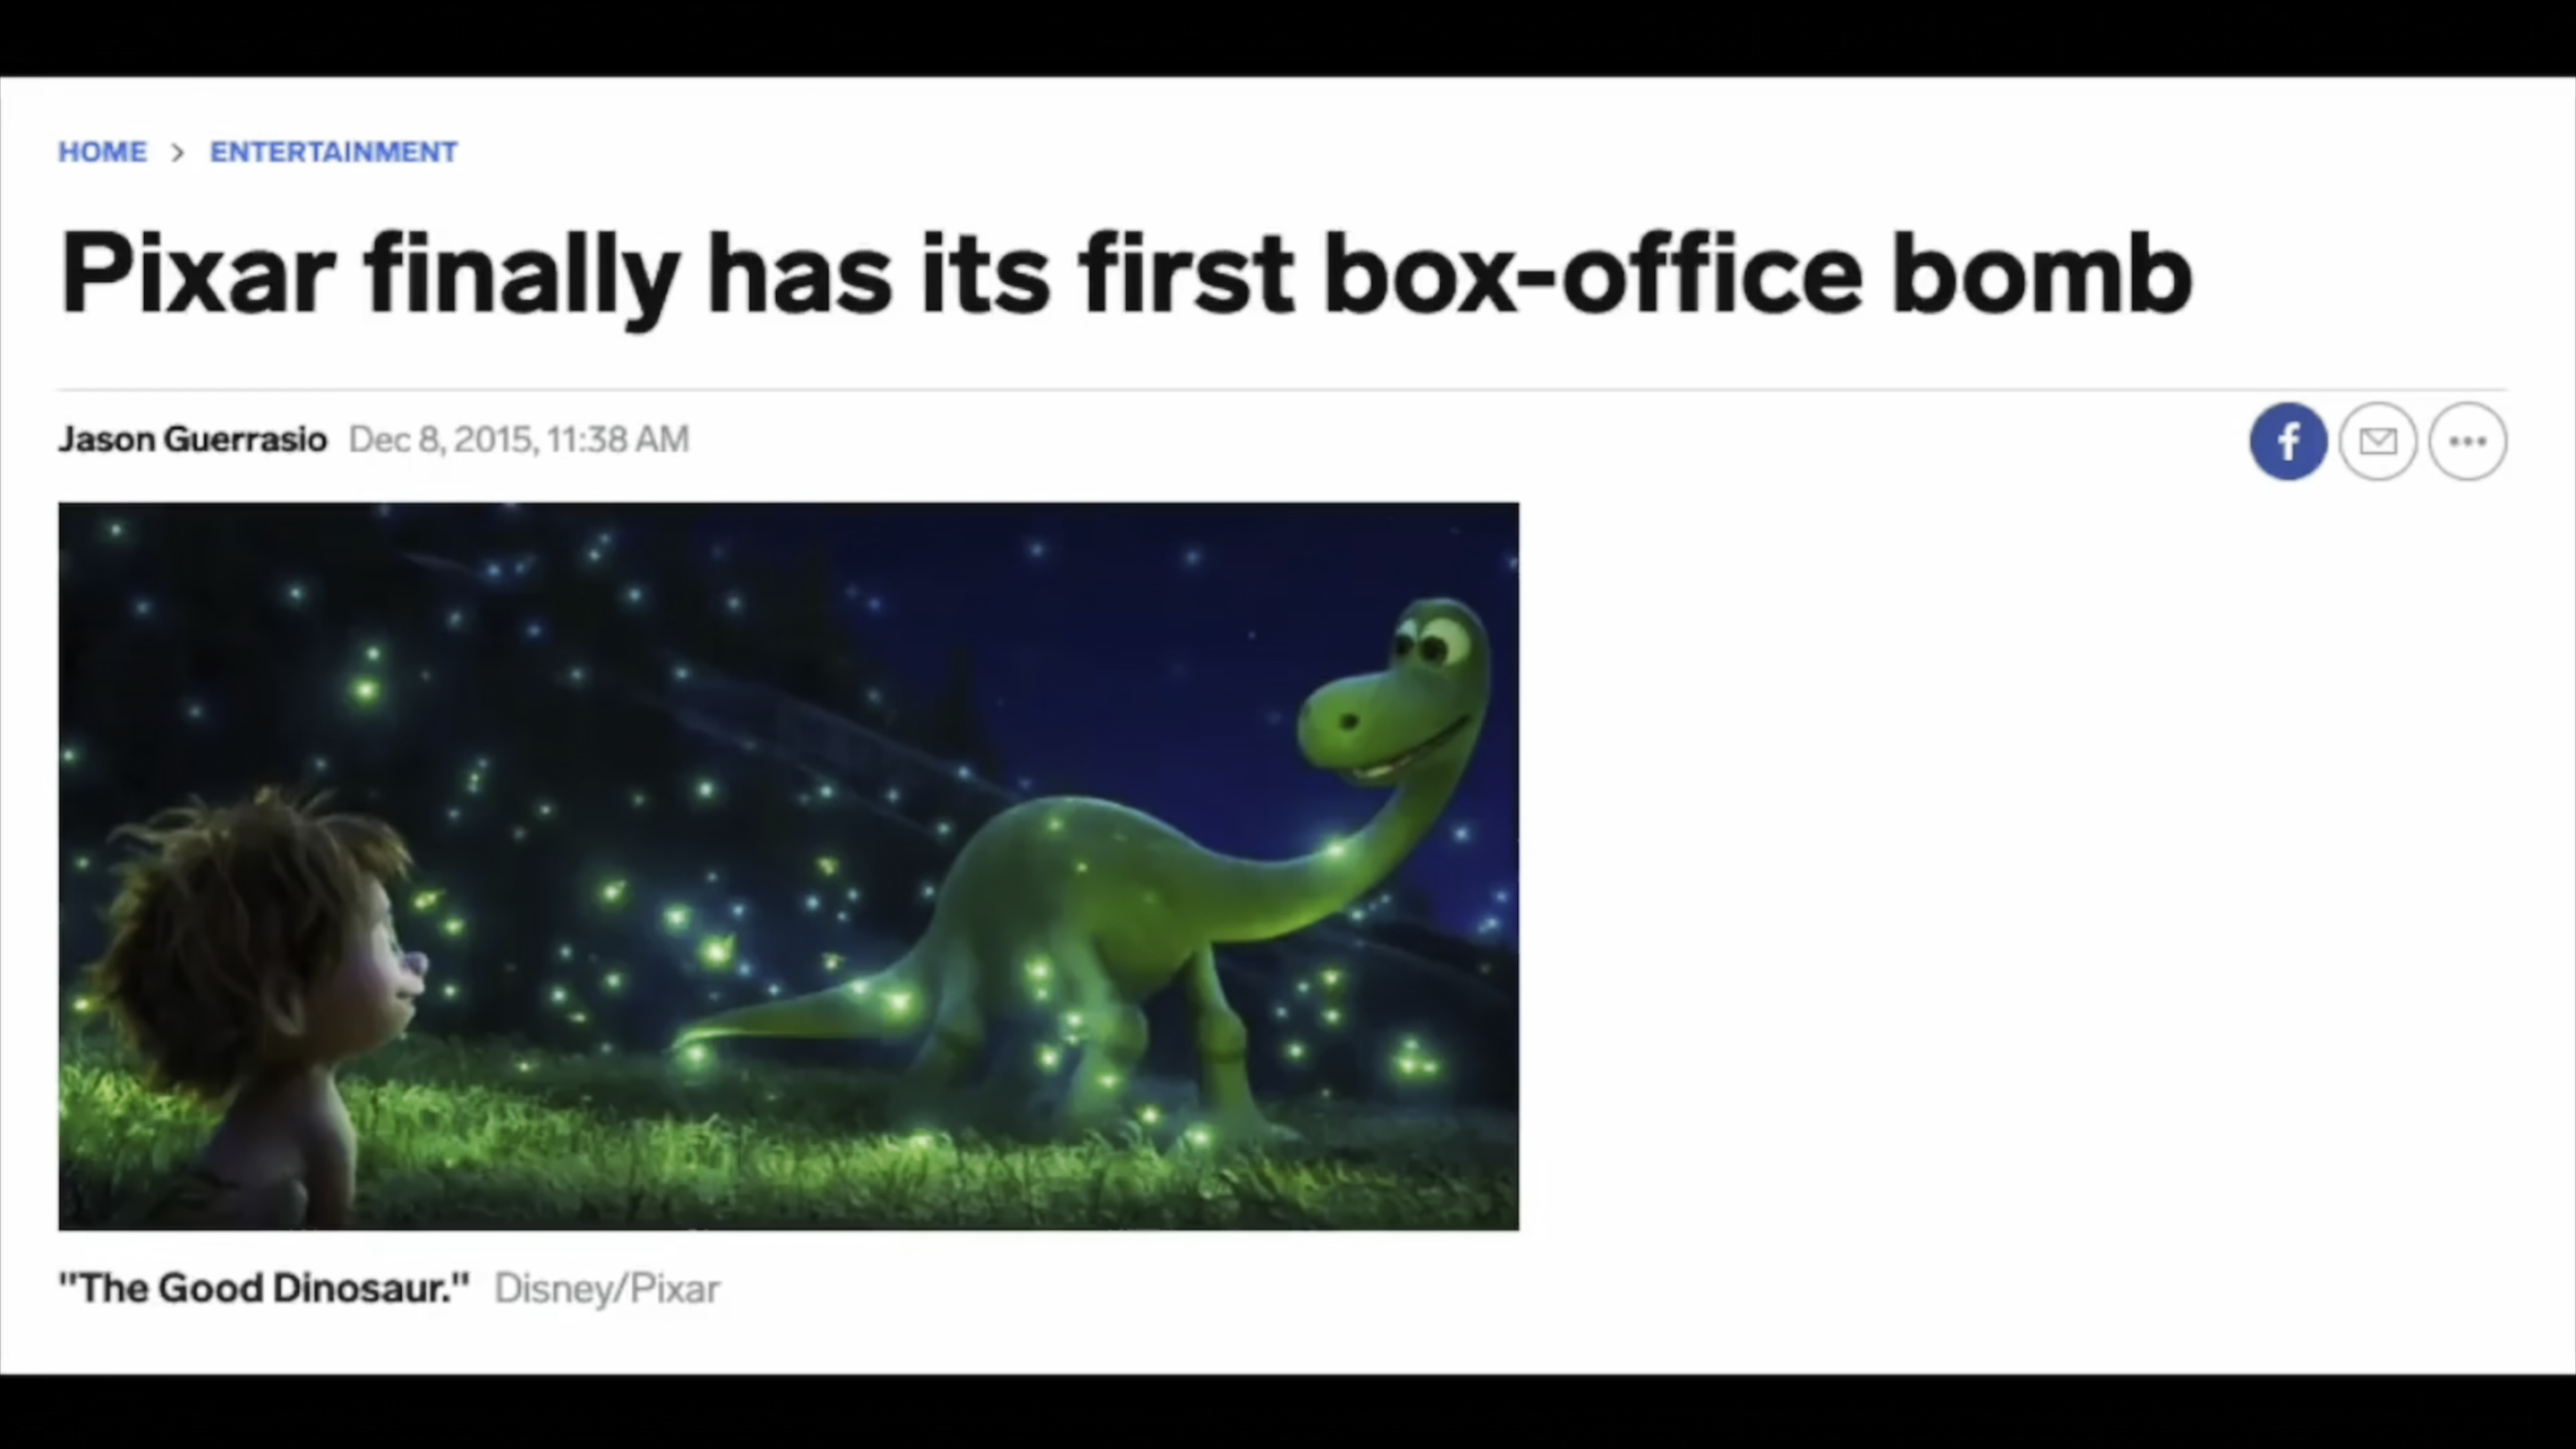 HOME > ENTERTAINMENT
Pixar finally has its first box-office bomb
Jason Guerrasio Dec 8, 2015, 11:38 AM
f
"The Good Dinosaur." Disney/Pixar